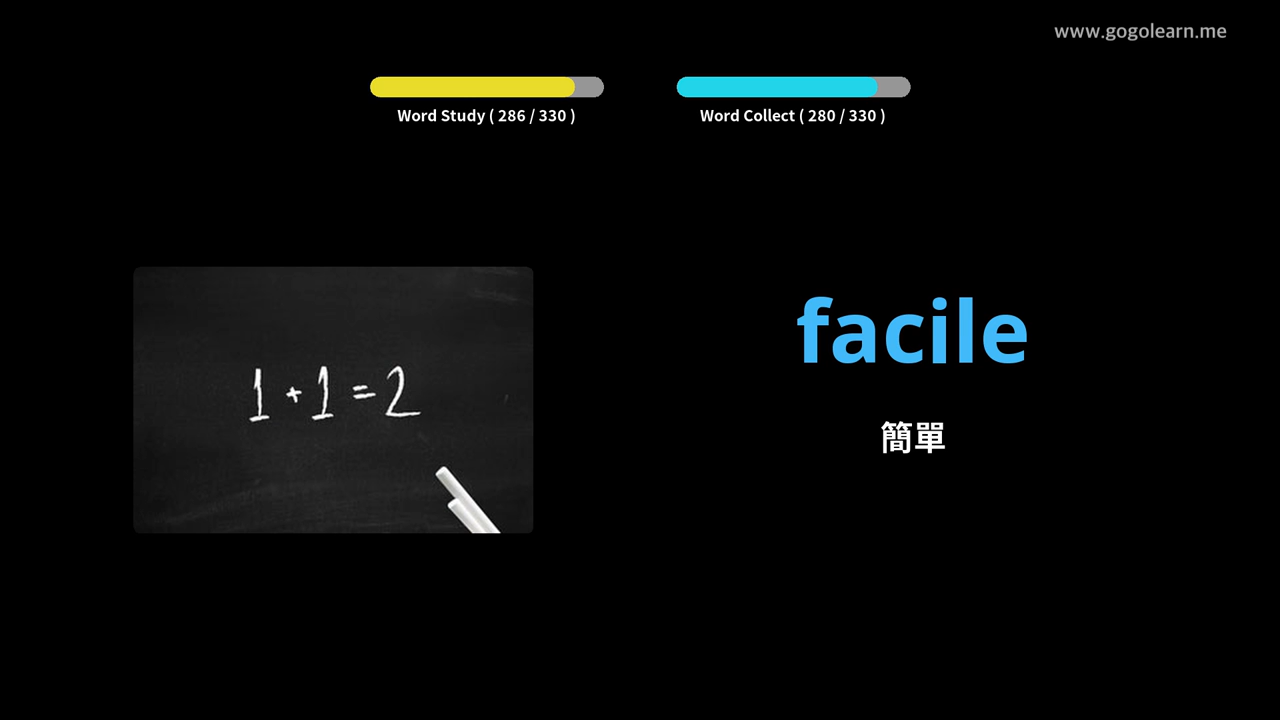 www.gogolearn.me
Word Study ( 286 / 330 )
Word Collect ( 280 / 330 )
1 + 1 = 2
facile
簡單